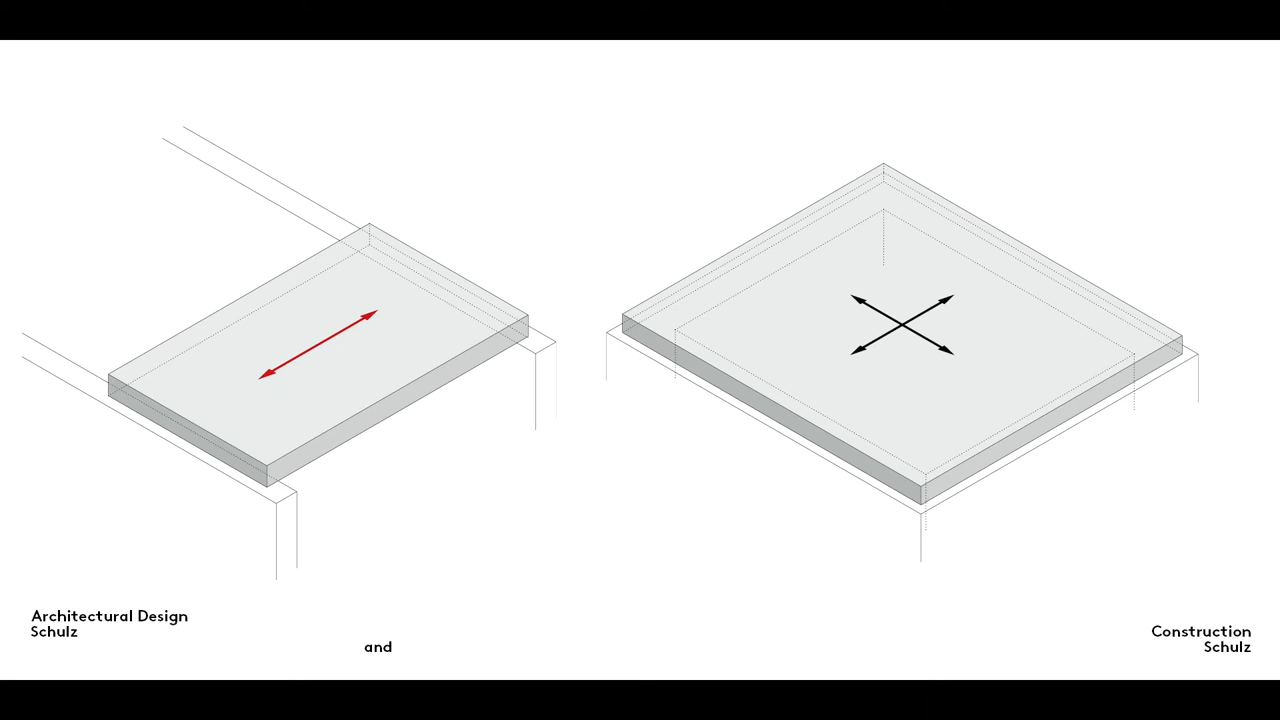 Architectural Design
Schulz
and
Construction
Schulz